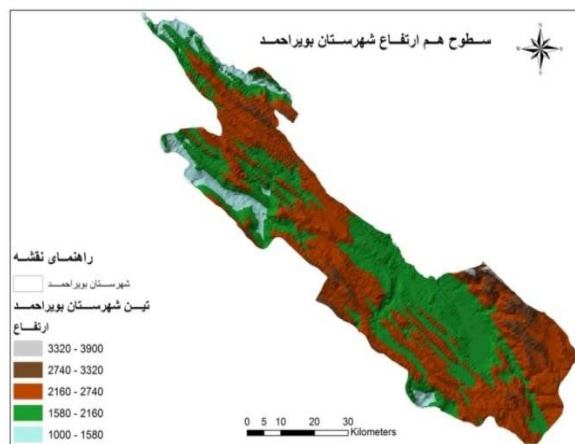 سطوح هم ارتفاع شهرستان بویراحمد
راهنمای نقشه
شهرستان بویراحمد
تین شهرستان بویراحمد
ارتفاع
3320 - 3900
2740 - 3320
2160 - 2740
1580 - 2160
1000 - 1580
0 5 10 20 30
Kilometers